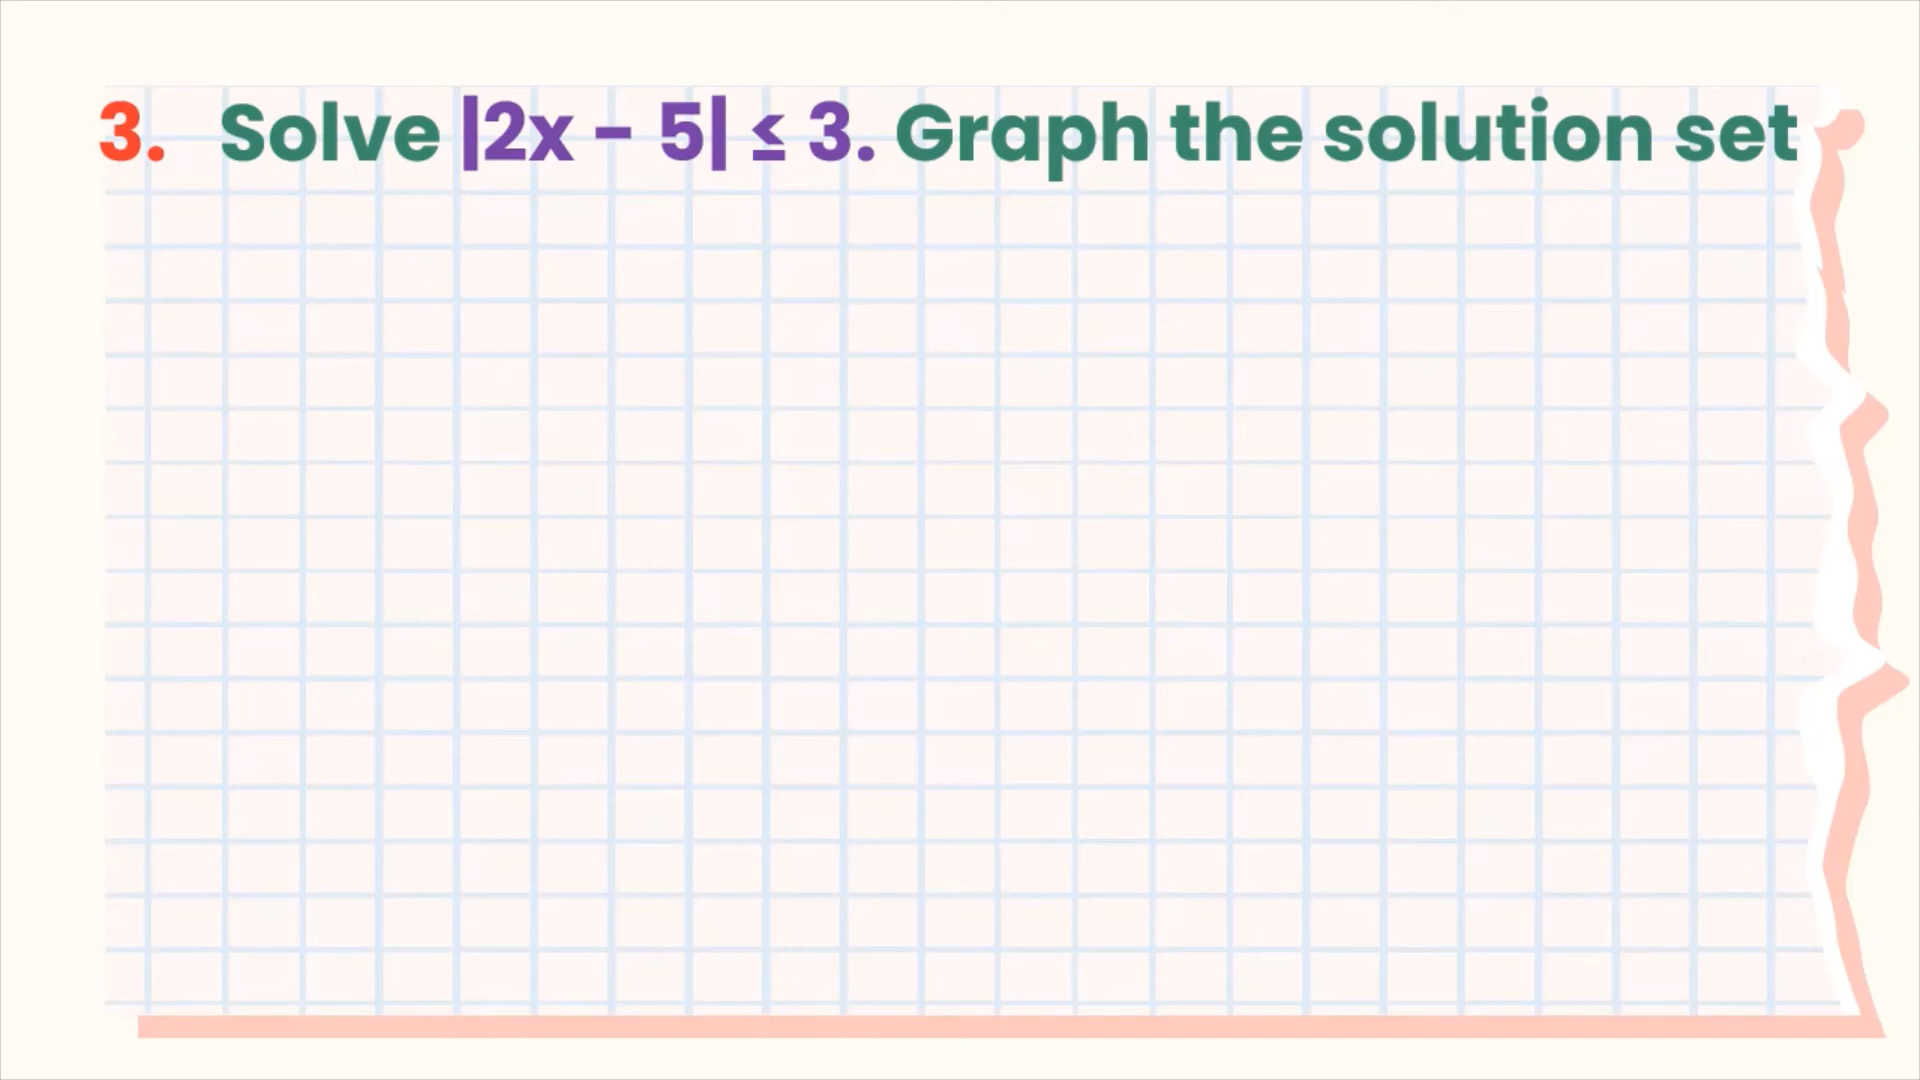 3. Solve |2x - 5| ≤ 3. Graph the solution set